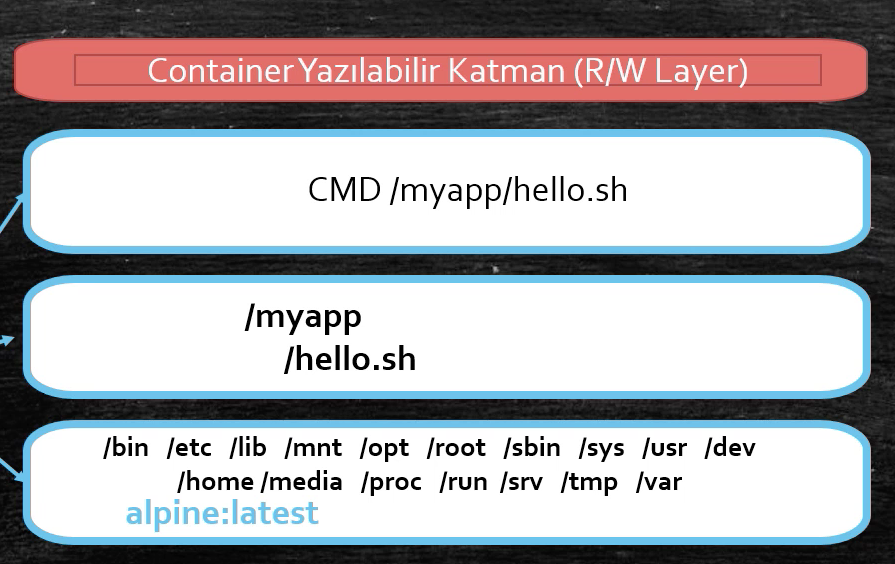 Container Yazılabilir Katman (R/W Layer)
CMD /myapp/hello.sh
/myapp
/hello.sh
/bin /etc /lib /mnt /opt /root /sbin /sys /usr /dev
/home /media /proc /run /srv /tmp /var
alpine:latest